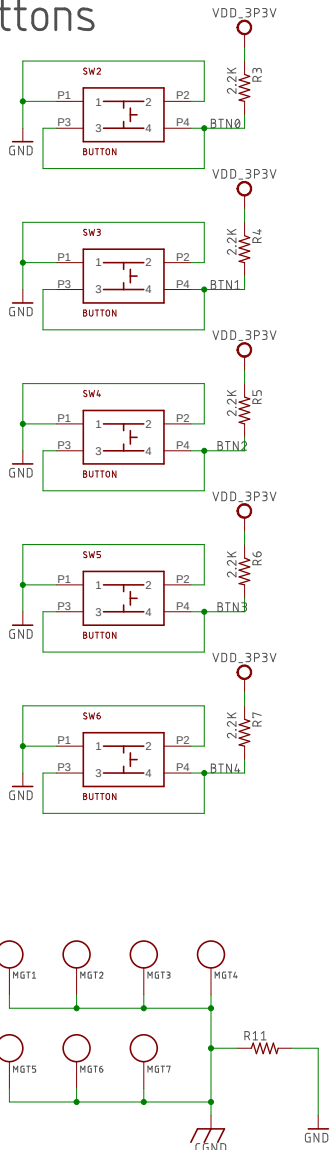 ttons
VDD_3P3V
SW2
2.2K R3
P1 1 2 P2
P3 3 4 P4 BTN0
GND
BUTTON
VDD_3P3V
SW3
2.2K R4
P1 1 2 P2
P3 3 4 P4 BTN1
GND
BUTTON
VDD_3P3V
SW4
2.2K R5
P1 1 2 P2
P3 3 4 P4 BTN2
GND
BUTTON
VDD_3P3V
SW5
2.2K R6
P1 1 2 P2
P3 3 4 P4 BTN3
GND
BUTTON
VDD_3P3V
SW6
2.2K R7
P1 1 2 P2
P3 3 4 P4 BTN4
GND
BUTTON
MGT1 MGT2 MGT3 MGT4
R11
MGT5 MGT6 MGT7
CGND GND